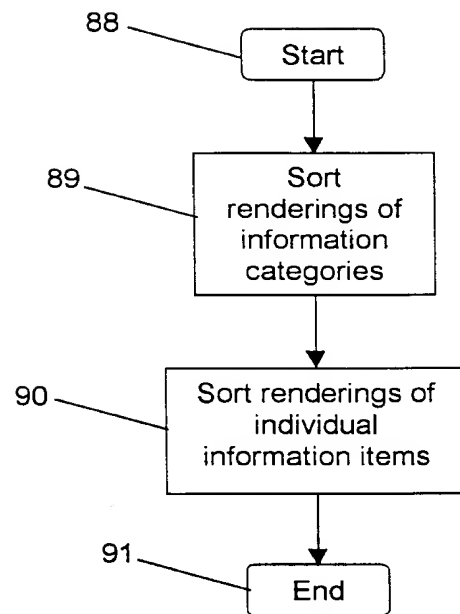 88
Start
89
Sort
renderings of
information
categories
90
Sort renderings of
individual
information items
91
End